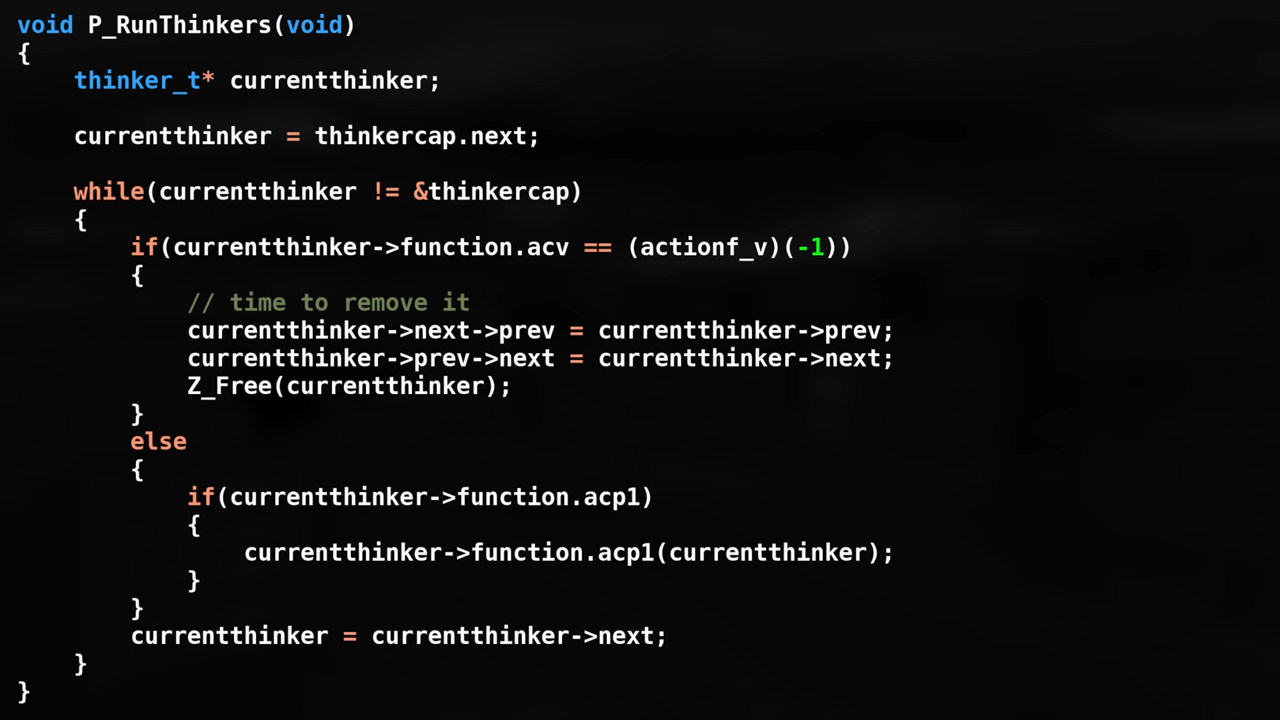 void P_RunThinkers(void)
{
    thinker_t* currentthinker;

    currentthinker = thinkercap.next;

    while(currentthinker != &thinkercap)
    {
        if(currentthinker->function.acv == (actionf_v)(-1))
        {
            // time to remove it
            currentthinker->next->prev = currentthinker->prev;
            currentthinker->prev->next = currentthinker->next;
            Z_Free(currentthinker);
        }
        else
        {
            if(currentthinker->function.acp1)
            {
                currentthinker->function.acp1(currentthinker);
            }
        }
        currentthinker = currentthinker->next;
    }
}